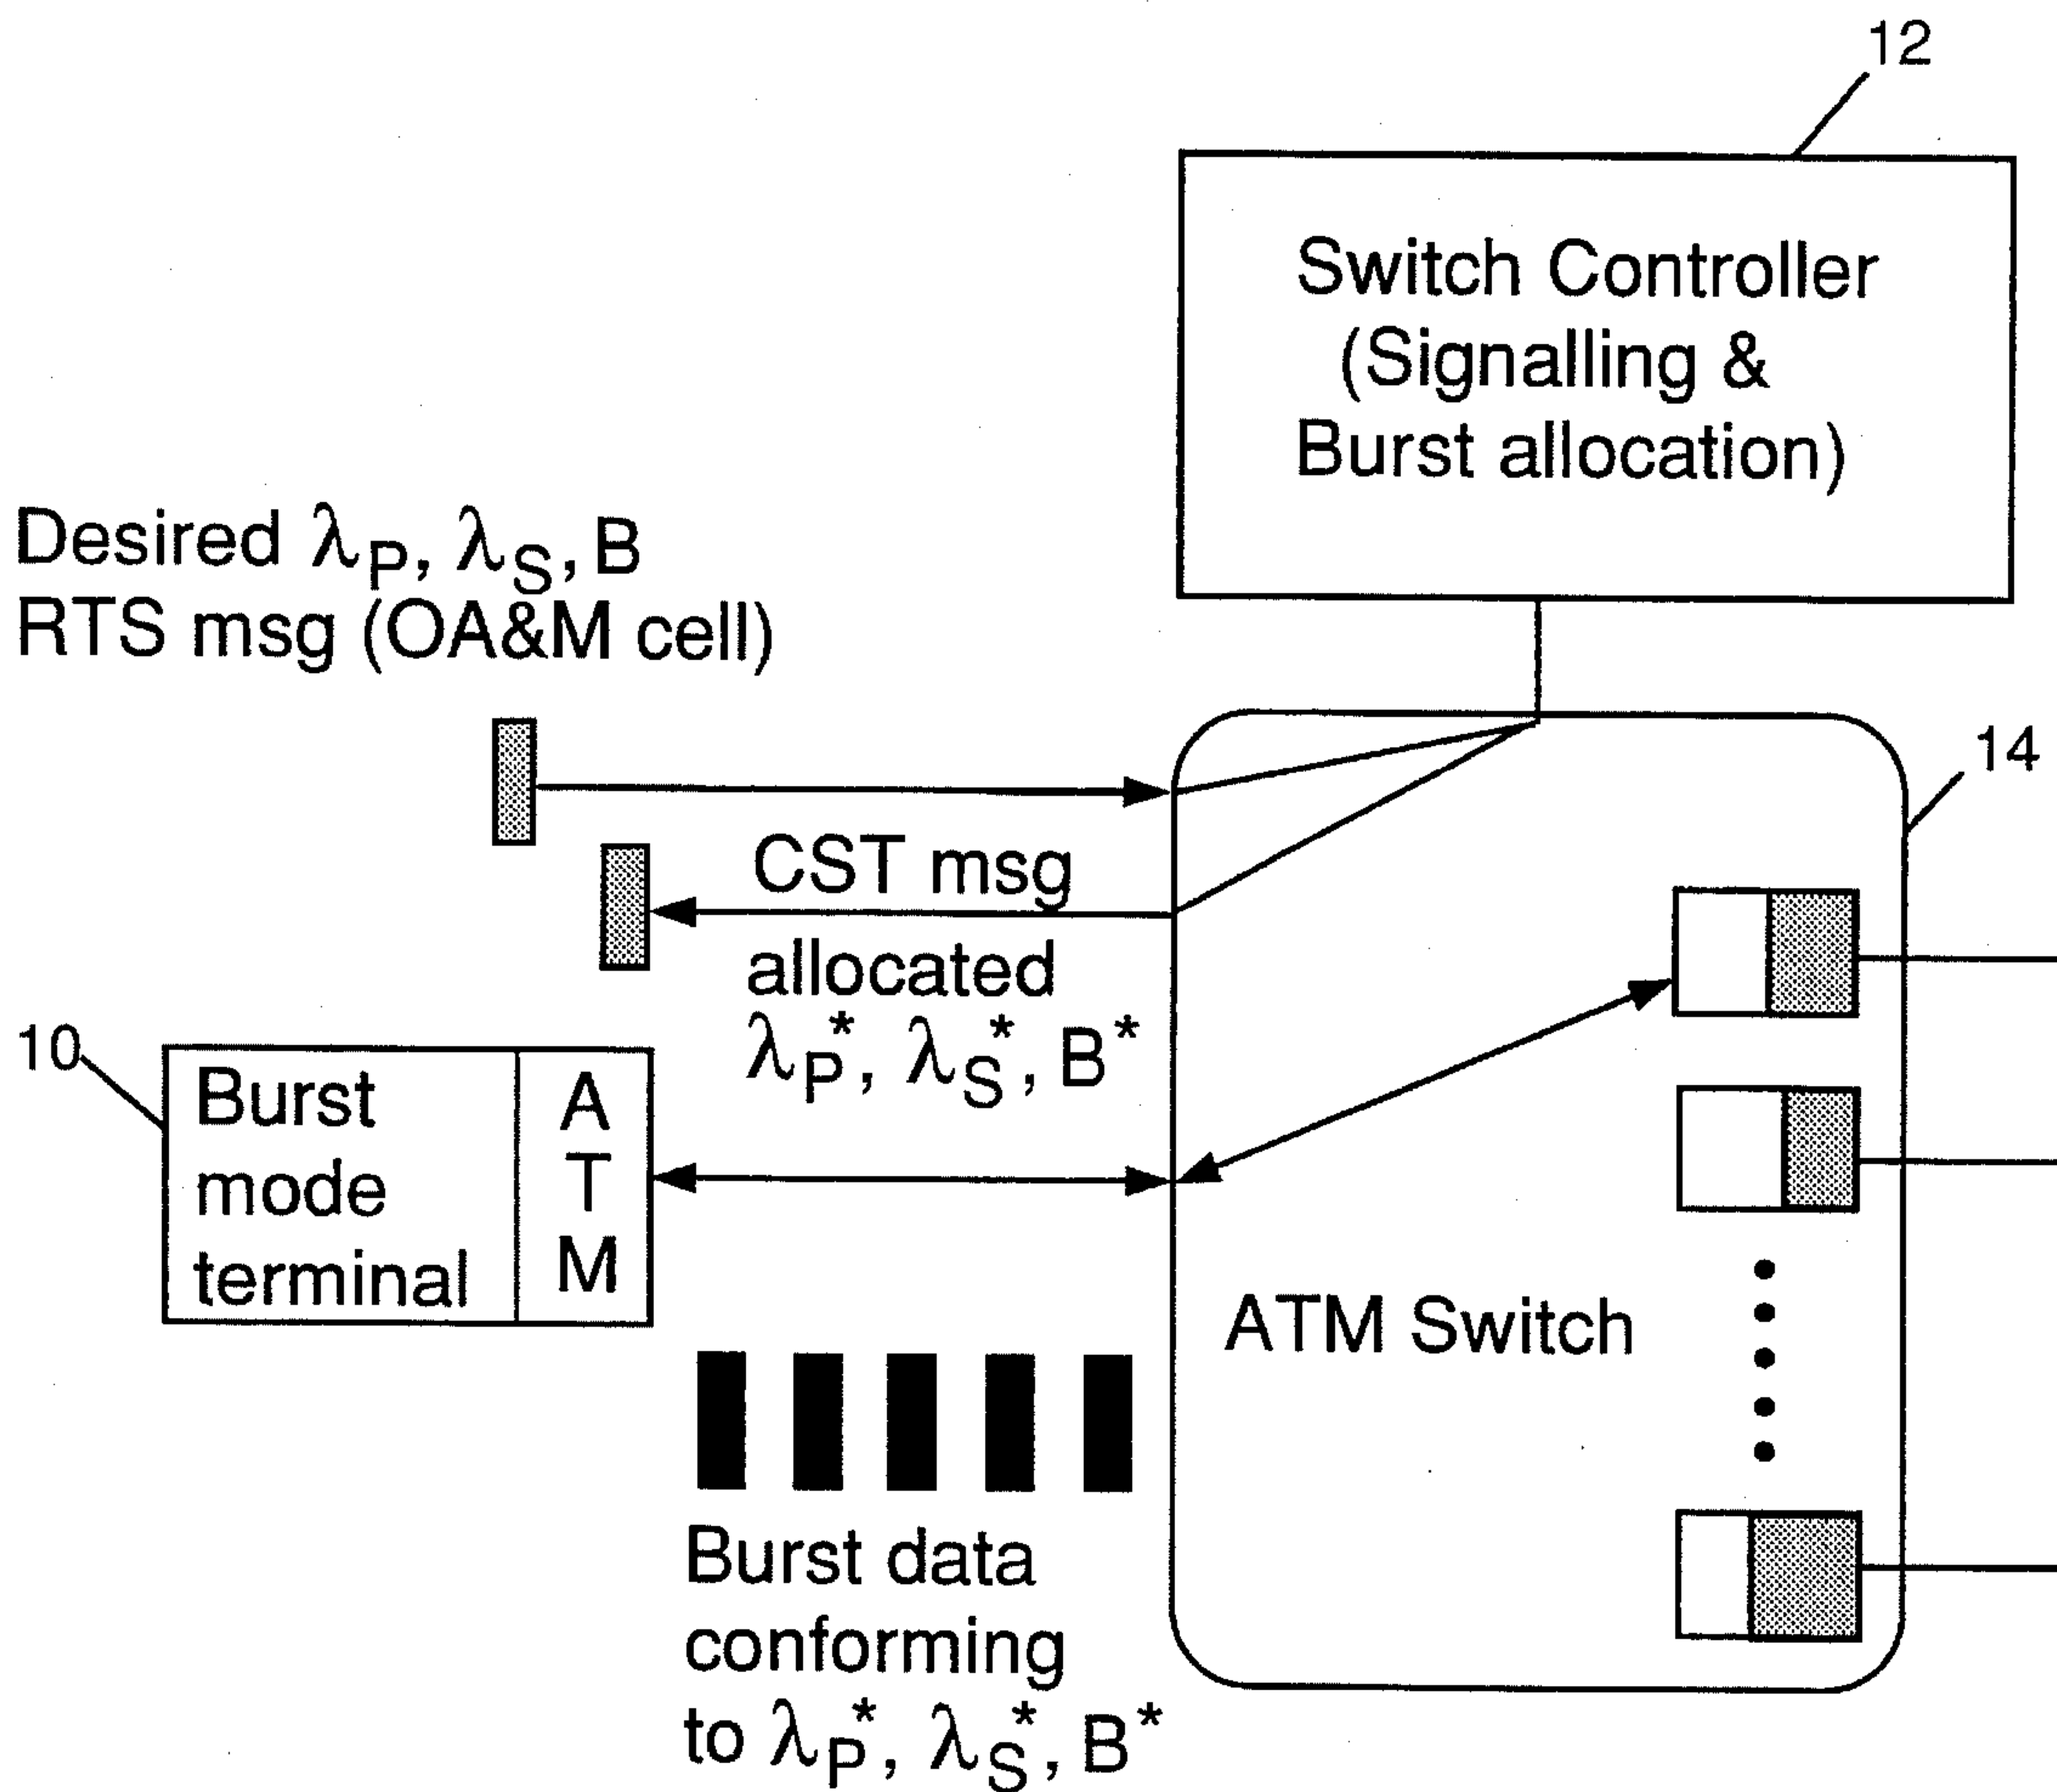 12
Switch Controller
(Signalling &
Burst allocation)
Desired λP, λS, B
RTS msg (OA&M cell)
14
CST msg
allocated
λP*, λS*, B*
10
Burst
mode
terminal
A
T
M
ATM Switch
Burst data
conforming
to λP*, λS*, B*